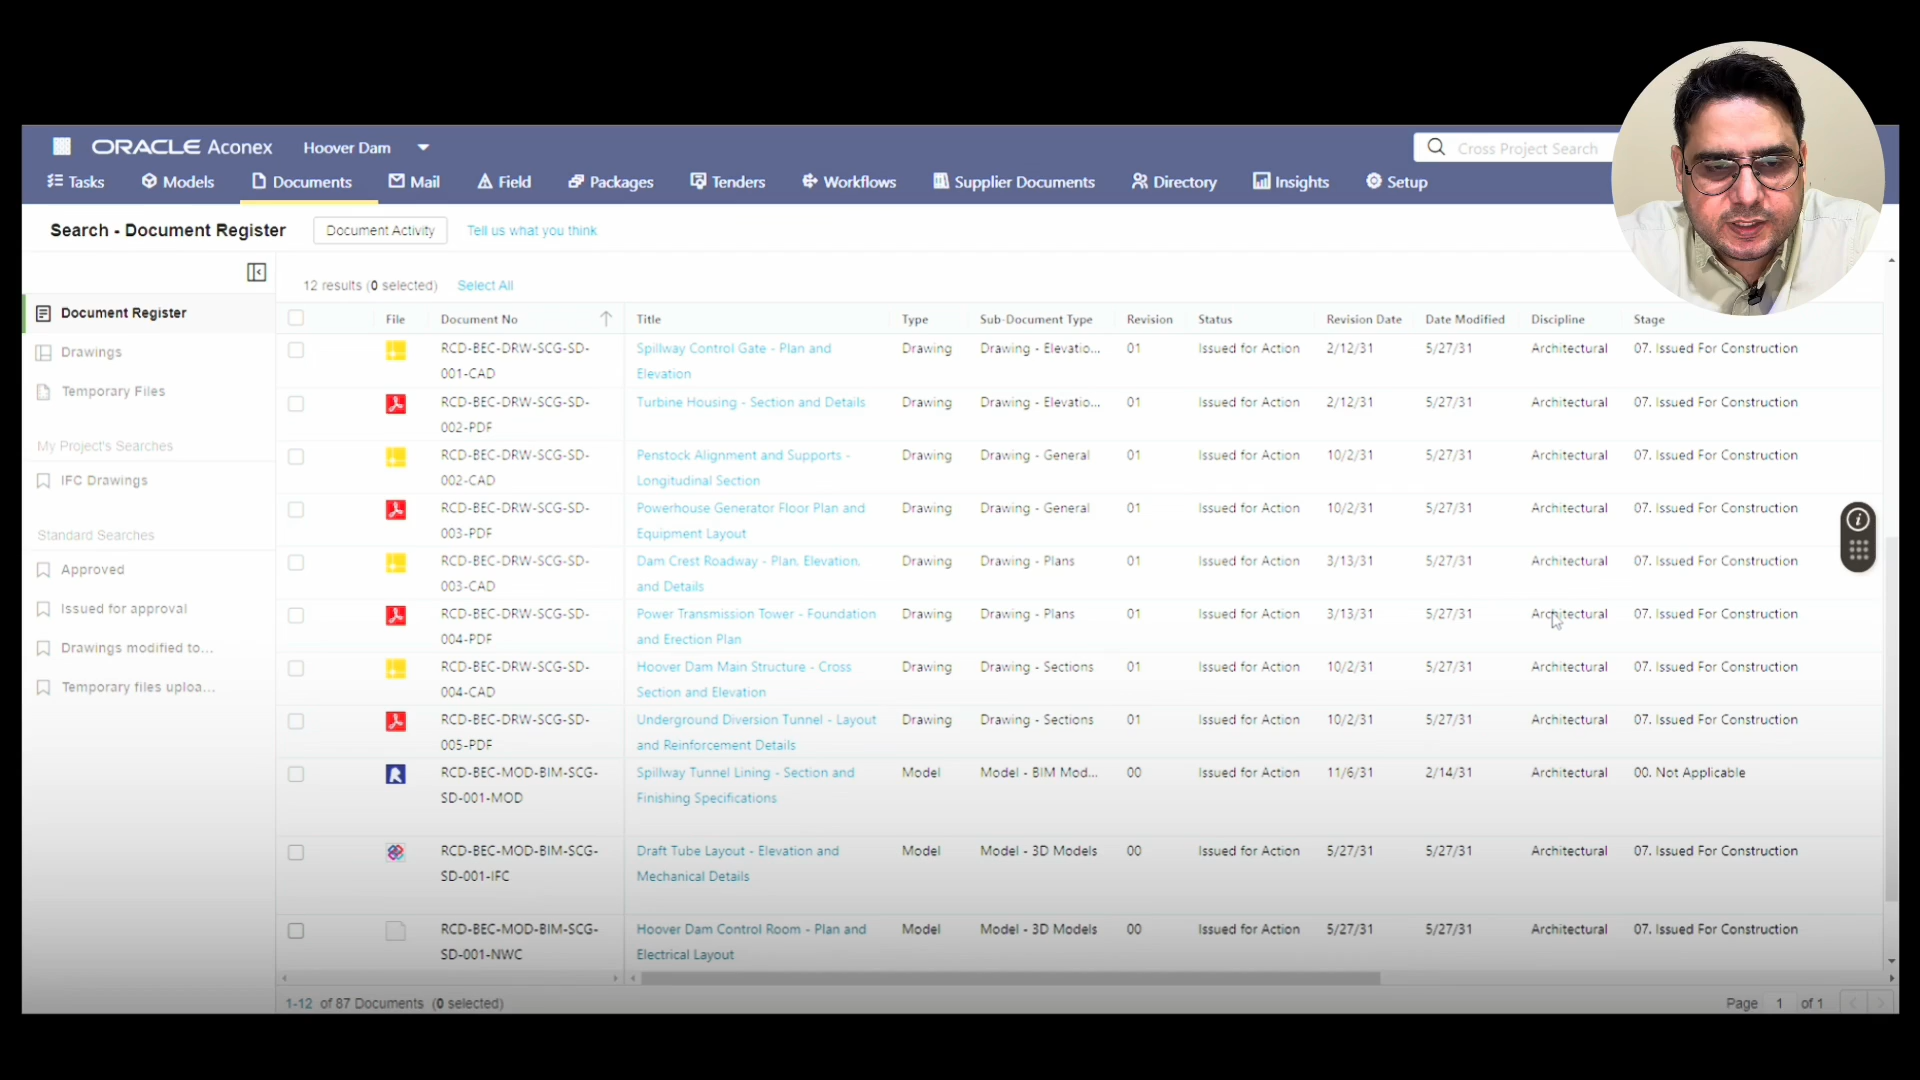 ORACLE Aconex Hoover Dam
Cross Project Search
Tasks Models Documents Mail Field Packages Tenders Workflows Supplier Documents Directory Insights Setup
Search - Document Register Document Activity Tell us what you think
12 results (0 selected) Select All
Document Register
Drawings
Temporary Files
My Project's Searches
IFC Drawings
Standard Searches
Approved
Issued for approval
Drawings modified to...
Temporary files uploa...
File Document No Title Type Sub-Document Type Revision Status Revision Date Date Modified Discipline Stage
RCD-BEC-DRW-SCG-SD- Spillway Control Gate - Plan and Drawing Drawing - Elevatio... 01 Issued for Action 2/12/31 5/27/31 Architectural 07. Issued For Construction
001-CAD Elevation
RCD-BEC-DRW-SCG-SD- Turbine Housing - Section and Details Drawing Drawing - Elevatio... 01 Issued for Action 2/12/31 5/27/31 Architectural 07. Issued For Construction
002-PDF
RCD-BEC-DRW-SCG-SD- Penstock Alignment and Supports - Drawing Drawing - General 01 Issued for Action 10/2/31 5/27/31 Architectural 07. Issued For Construction
002-CAD Longitudinal Section
RCD-BEC-DRW-SCG-SD- Powerhouse Generator Floor Plan and Drawing Drawing - General 01 Issued for Action 10/2/31 5/27/31 Architectural 07. Issued For Construction
003-PDF Equipment Layout
RCD-BEC-DRW-SCG-SD- Dam Crest Roadway - Plan, Elevation, Drawing Drawing - Plans 01 Issued for Action 3/13/31 5/27/31 Architectural 07. Issued For Construction
003-CAD and Details
RCD-BEC-DRW-SCG-SD- Power Transmission Tower - Foundation Drawing Drawing - Plans 01 Issued for Action 3/13/31 5/27/31 Architectural 07. Issued For Construction
004-PDF and Erection Plan
RCD-BEC-DRW-SCG-SD- Hoover Dam Main Structure - Cross Drawing Drawing - Sections 01 Issued for Action 10/2/31 5/27/31 Architectural 07. Issued For Construction
004-CAD Section and Elevation
RCD-BEC-DRW-SCG-SD- Underground Diversion Tunnel - Layout Drawing Drawing - Sections 01 Issued for Action 10/2/31 5/27/31 Architectural 07. Issued For Construction
005-PDF and Reinforcement Details
RCD-BEC-MOD-BIM-SCG- Spillway Tunnel Lining - Section and Model Model - BIM Mod... 00 Issued for Action 11/6/31 2/14/31 Architectural 00. Not Applicable
SD-001-MOD Finishing Specifications
RCD-BEC-MOD-BIM-SCG- Draft Tube Layout - Elevation and Model Model - 3D Models 00 Issued for Action 5/27/31 5/27/31 Architectural 07. Issued For Construction
SD-001-IFC Mechanical Details
RCD-BEC-MOD-BIM-SCG- Hoover Dam Control Room - Plan and Model Model - 3D Models 00 Issued for Action 5/27/31 5/27/31 Architectural 07. Issued For Construction
SD-001-NWC Electrical Layout
1-12 of 87 Documents (0 selected) Page 1 of 1